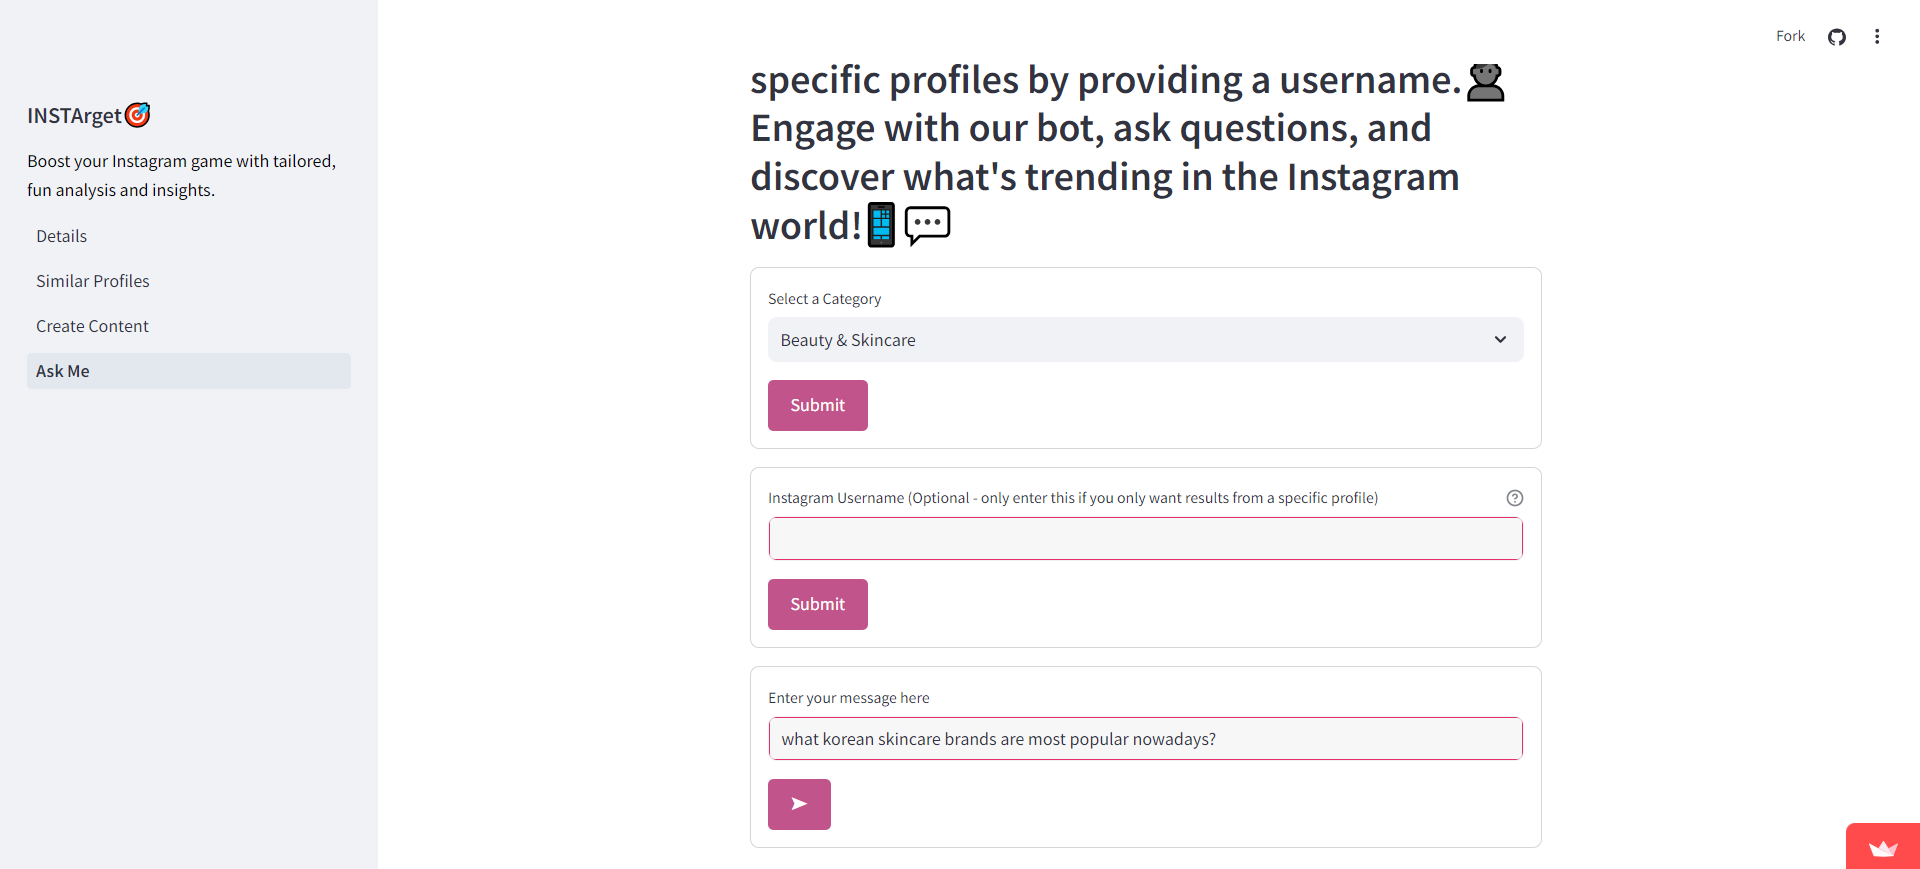 Fork
INSTArget
Boost your Instagram game with tailored,
fun analysis and insights.
Details
Similar Profiles
Create Content
Ask Me
specific profiles by providing a username.
Engage with our bot, ask questions, and
discover what's trending in the Instagram
world!
Select a Category
Beauty & Skincare
Submit
Instagram Username (Optional - only enter this if you only want results from a specific profile)
Submit
Enter your message here
what korean skincare brands are most popular nowadays?